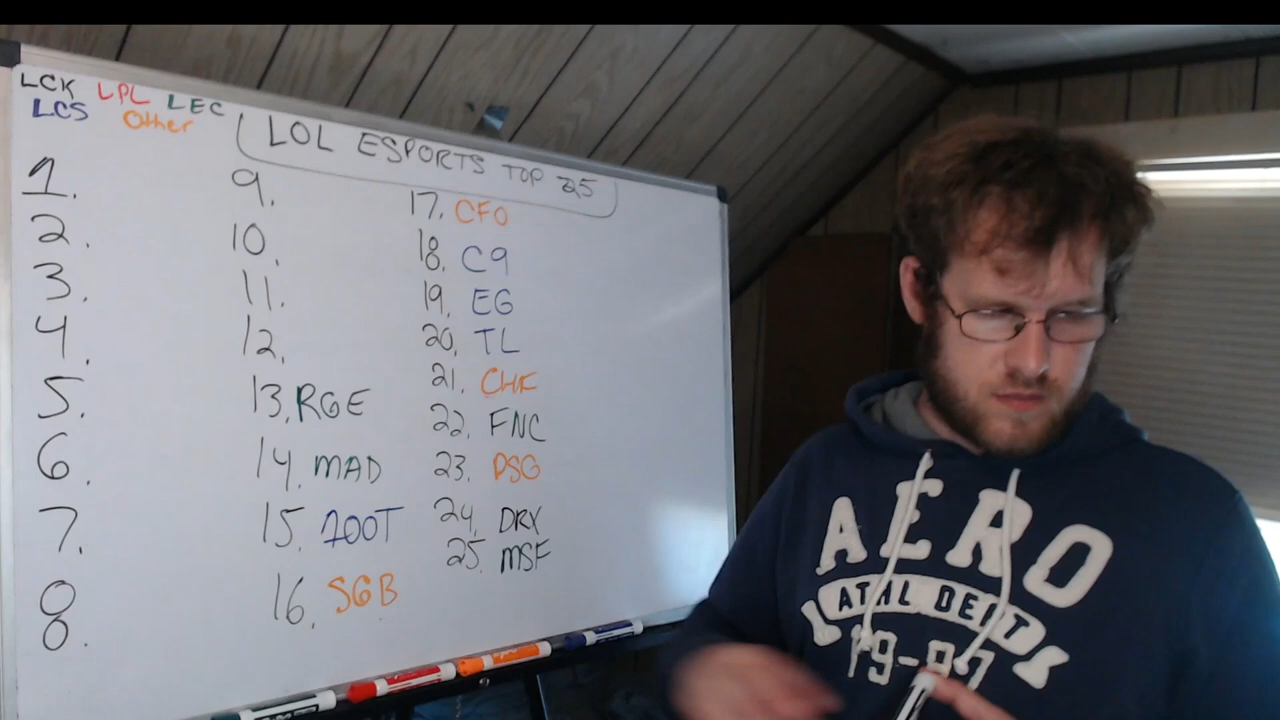 LCK LPL LEC
LCS Other
LOL ESPORTS TOP 25
1.
2.
3.
4.
5.
6.
7.
8.
9.
10.
11.
12.
13. RGE
14. MAD
15. 100T
16. SGB
17. CFO
18. C9
19. EG
20. TL
21. CHF
22. FNC
23. PSG
24. DRX
25. MSF
AERO
ATHL DEPT
19-87